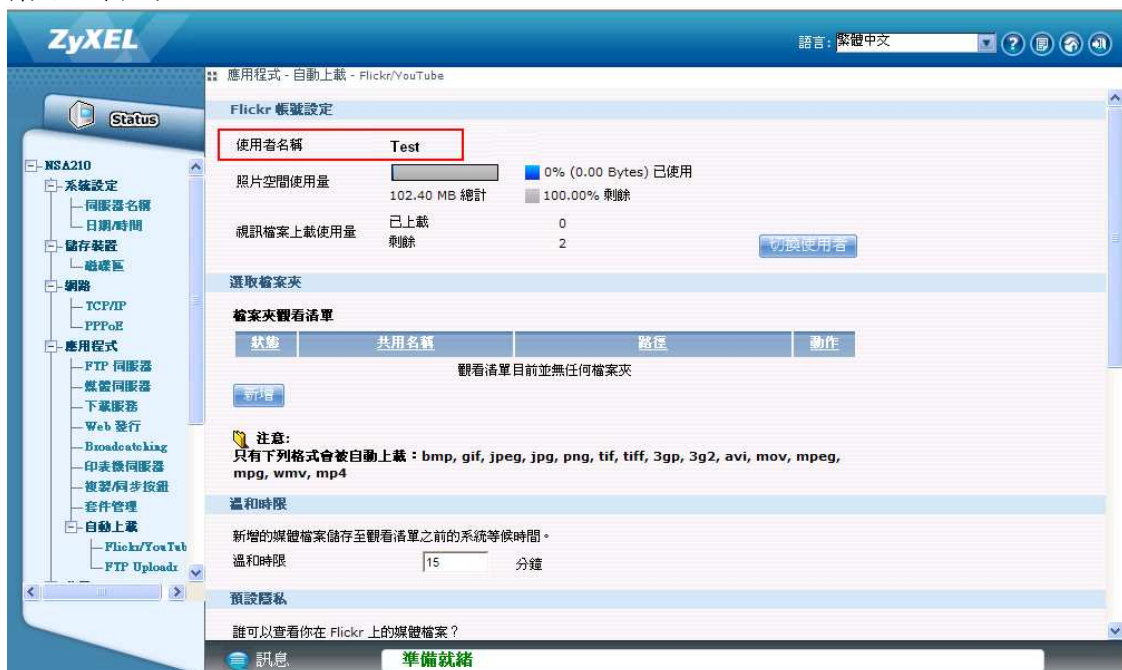 ZyXEL
語言: 繁體中文
應用程式 - 自動上載 - Flickr/YouTube
Status
NSA210
系統設定
伺服器名稱
日期/時間
儲存裝置
磁碟區
網路
TCP/IP
PPPoE
應用程式
FTP 伺服器
媒體伺服器
下載服務
Web 發行
Broadcatching
印表機伺服器
複製/同步按鈕
套件管理
自動上載
Flickr/YouTub
FTP Uploadr
Flickr 帳號設定
使用者名稱 Test
照片空間使用量 0% (0.00 Bytes) 已使用
102.40 MB 總計 100.00% 剩餘
視訊檔案上載使用量 已上載 0
剩餘 2
切換使用者
選取檔案夾
檔案夾觀看清單
狀態 共用名稱 路徑 動作
觀看清單目前並無任何檔案夾
新增
注意:
只有下列格式會被自動上載：bmp, gif, jpeg, jpg, png, tif, tiff, 3gp, 3g2, avi, mov, mpeg,
mpg, wmv, mp4
溫和時限
新增的媒體檔案儲存至觀看清單之前的系統等候時間。
溫和時限 15 分鐘
預設隱私
誰可以查看你在 Flickr 上的媒體檔案？
訊息 準備就緒